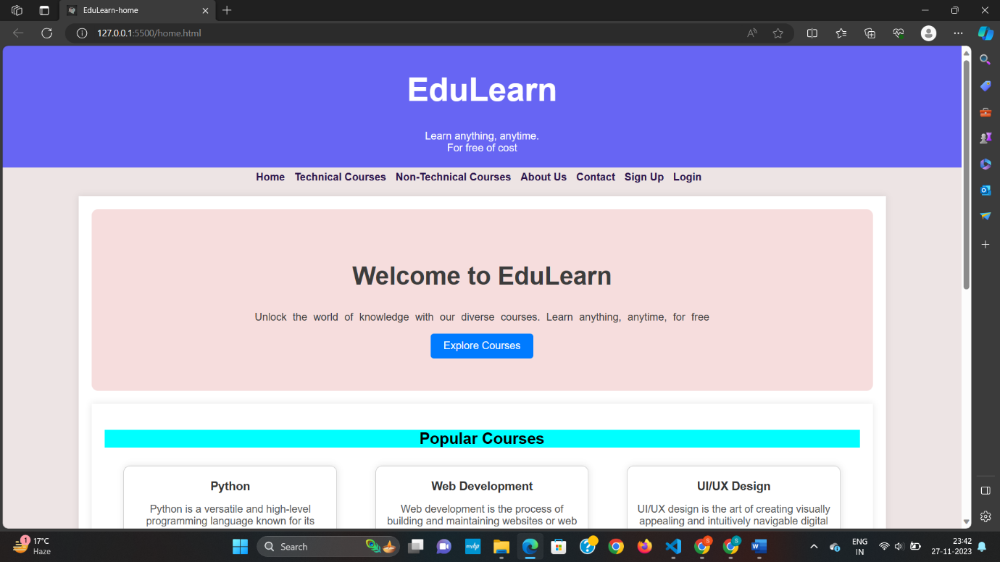 EduLearn-home
127.0.0.1:5500/home.html
EduLearn
Learn anything, anytime.
For free of cost
Home Technical Courses Non-Technical Courses About Us Contact Sign Up Login
Welcome to EduLearn
Unlock the world of knowledge with our diverse courses. Learn anything, anytime, for free
Explore Courses
Popular Courses
Python Web Development UI/UX Design
Python is a versatile and high-level Web development is the process of UI/UX design is the art of creating visually
programming language known for its building and maintaining websites or web appealing and intuitively navigable digital
1 17°C
Haze
Search
myhp
S
S
ENG
IN
23:42
27-11-2023